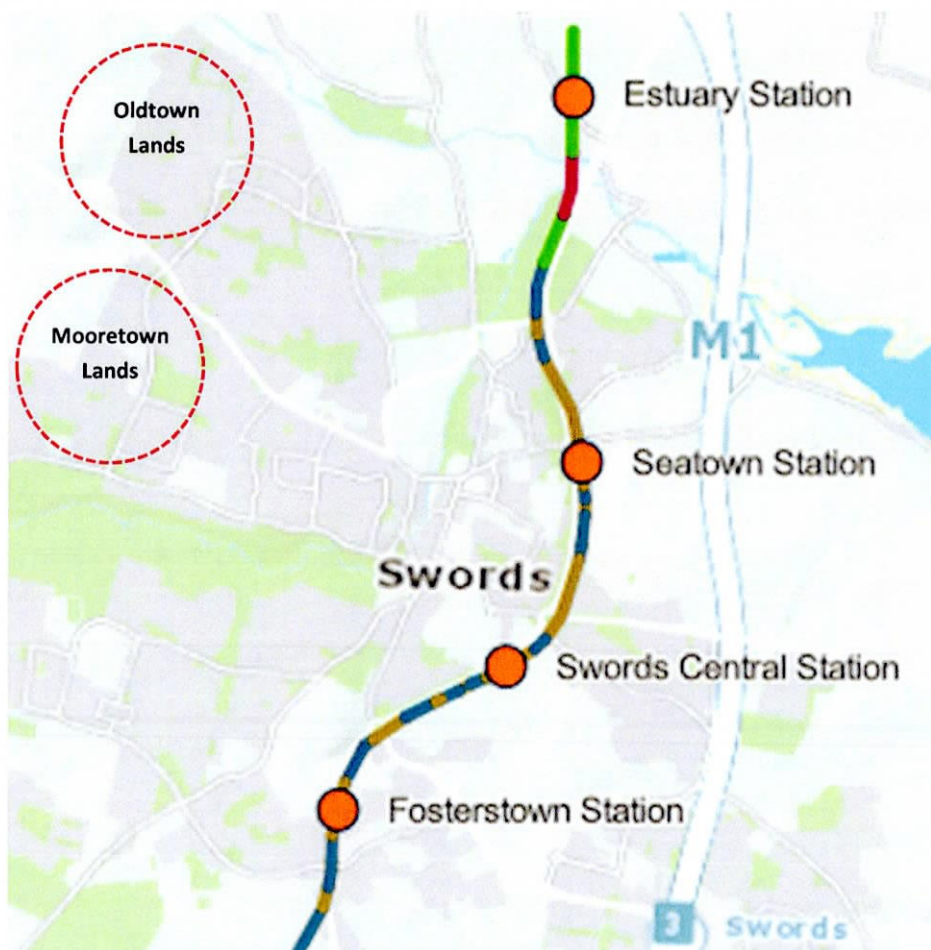 Oldtown
Lands
Estuary Station
Mooretown
Lands
M1
Seatown Station
Swords
Swords Central Station
Fosterstown Station
3
Swords